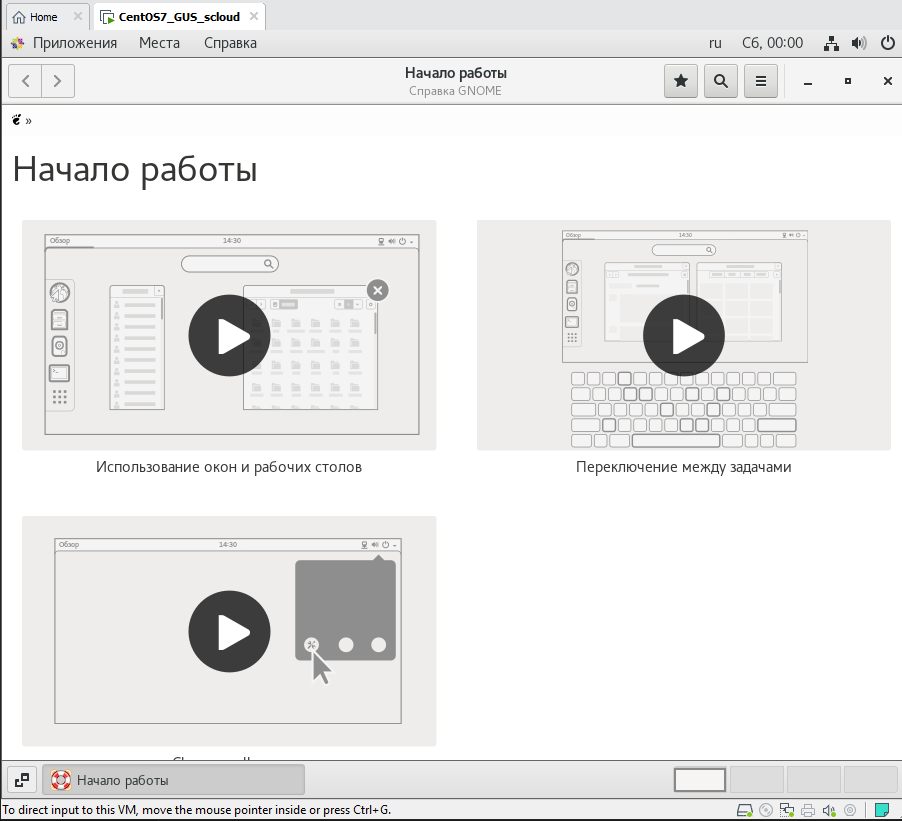 Home
CentOS7_GUS_scloud
Приложения Места Справка
ru Сб, 00:00
Начало работы
Справка GNOME
»
Начало работы
Обзор 14:30
Обзор 14:30
Использование окон и рабочих столов
Переключение между задачами
Обзор 14:30
Начало работы
To direct input to this VM, move the mouse pointer inside or press Ctrl+G.